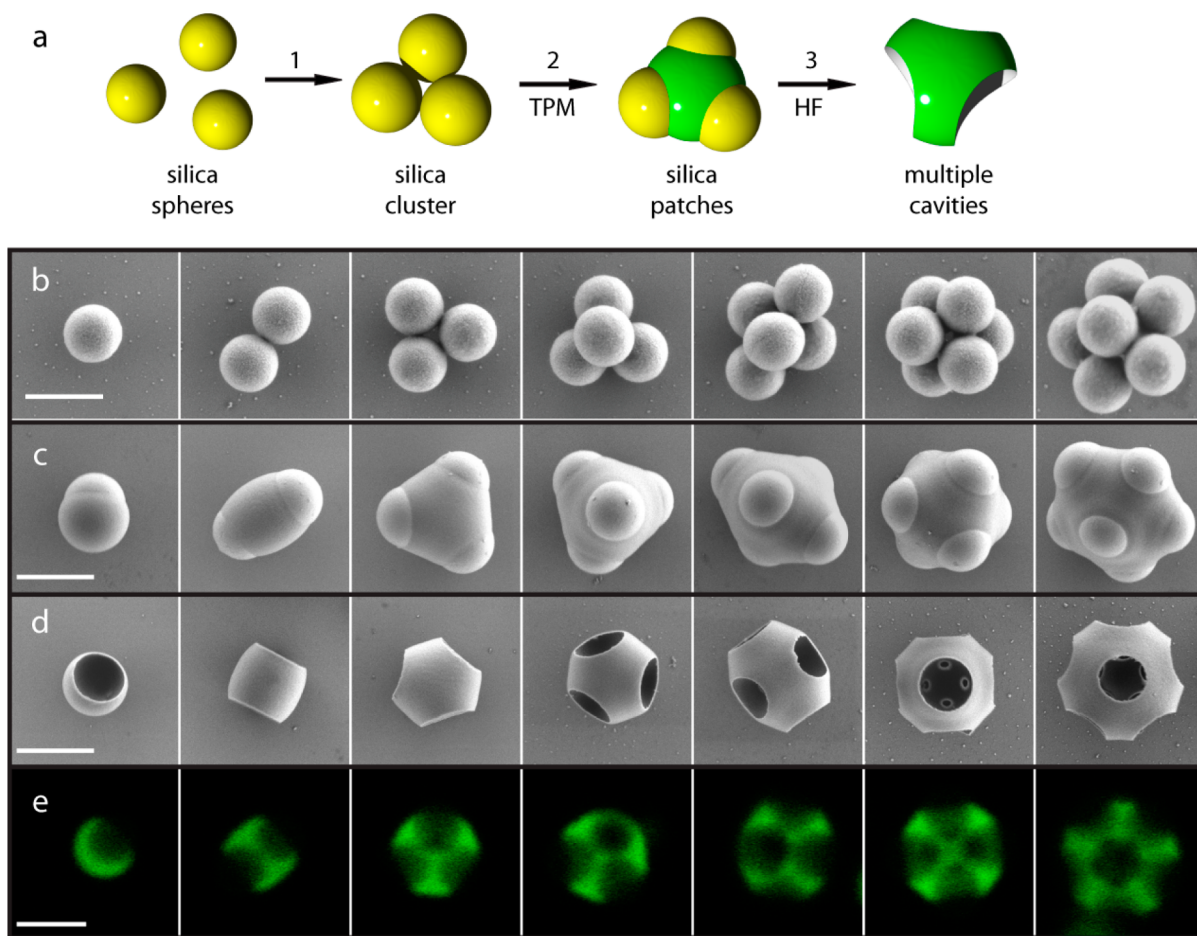 a
1
2
TPM
3
HF
silica
spheres
silica
cluster
silica
patches
multiple
cavities
b
c
d
e